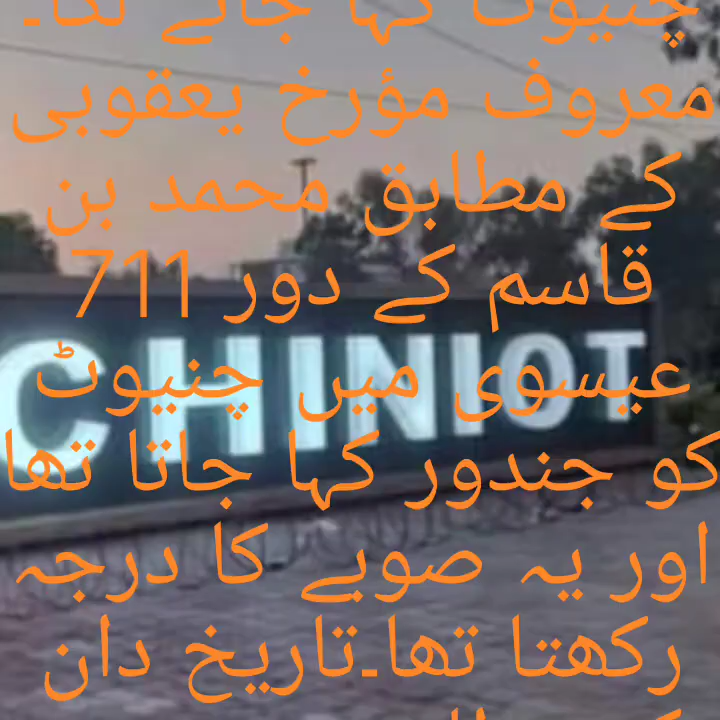 چنیوٹ کہا جانے لگا۔
معروف مؤرخ یعقوبی
کے مطابق محمد بن
قاسم کے دور 711
عیسوی میں چنیوٹ
کو جندور کہا جاتا تھا
اور یہ صوبے کا درجہ
رکھتا تھا۔تاریخ دان
CHINIOT